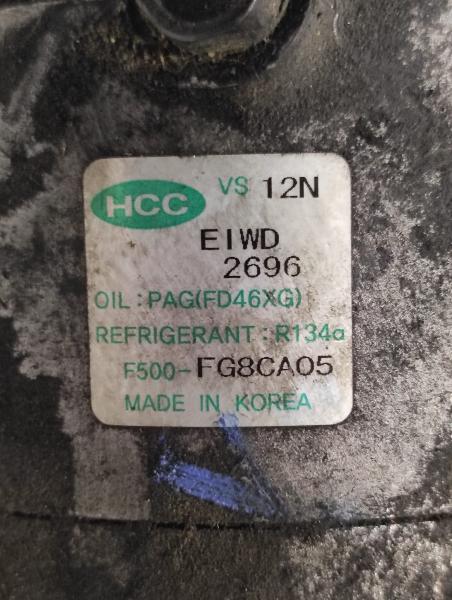 HCC VS 12N
EIWD
2696
OIL : PAG(FD46XG)
REFRIGERANT : R134a
F500-FG8CA05
MADE IN KOREA